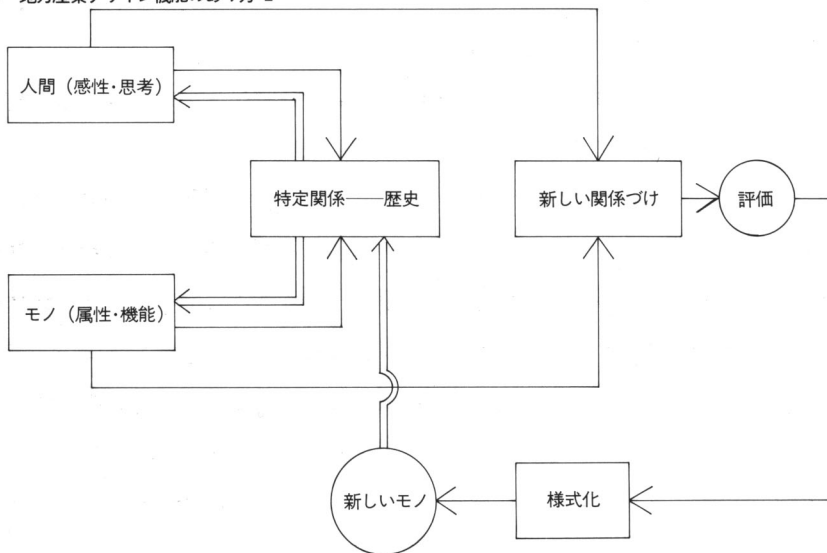 人間（感性・思考）
特定関係──歴史
新しい関係づけ
評価
モノ（属性・機能）
新しいモノ
様式化